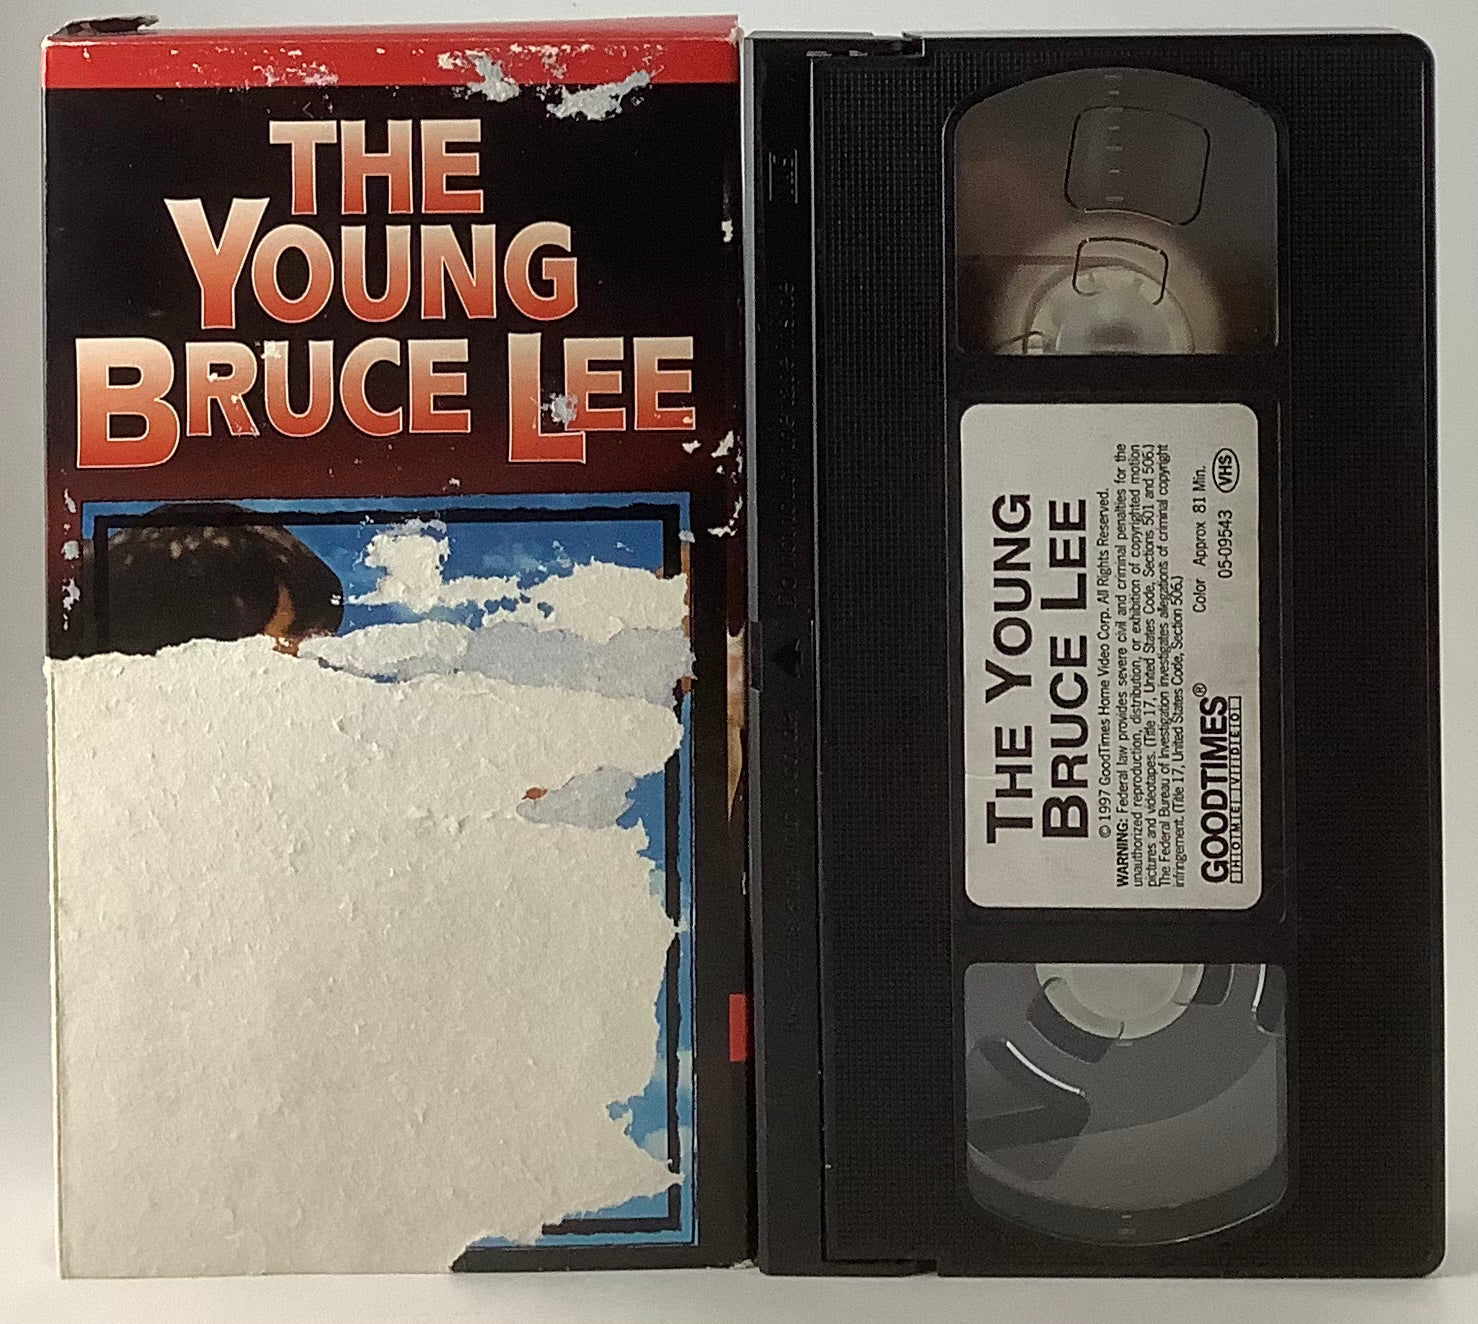 THE
YOUNG
BRUCE LEE
THE YOUNG
BRUCE LEE
© 1997 GoodTimes Home Video Corp. All Rights Reserved.
WARNING: Federal law provides severe civil and criminal penalties for the
unauthorized reproduction, distribution, or exhibition of copyrighted motion
pictures and videotapes. (Title 17, United States Code, Sections 501 and 506.)
The Federal Bureau of Investigation investigates allegations of criminal copyright
infringement. (Title 17, United States Code, Section 506.)
Color Approx 81 Min.
GOODTIMES®
HOME VIDEO
05-09543
VHS